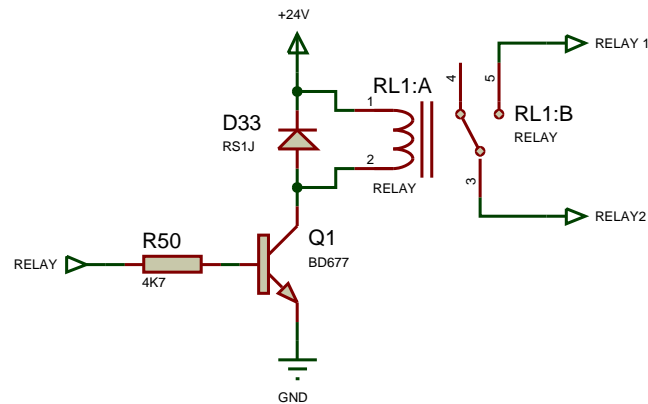 +24V
RELAY 1
RL1:A
4
5
1
D33
RS1J
RL1:B
RELAY
2
RELAY
3
RELAY2
R50
Q1
BD677
RELAY
4K7
GND